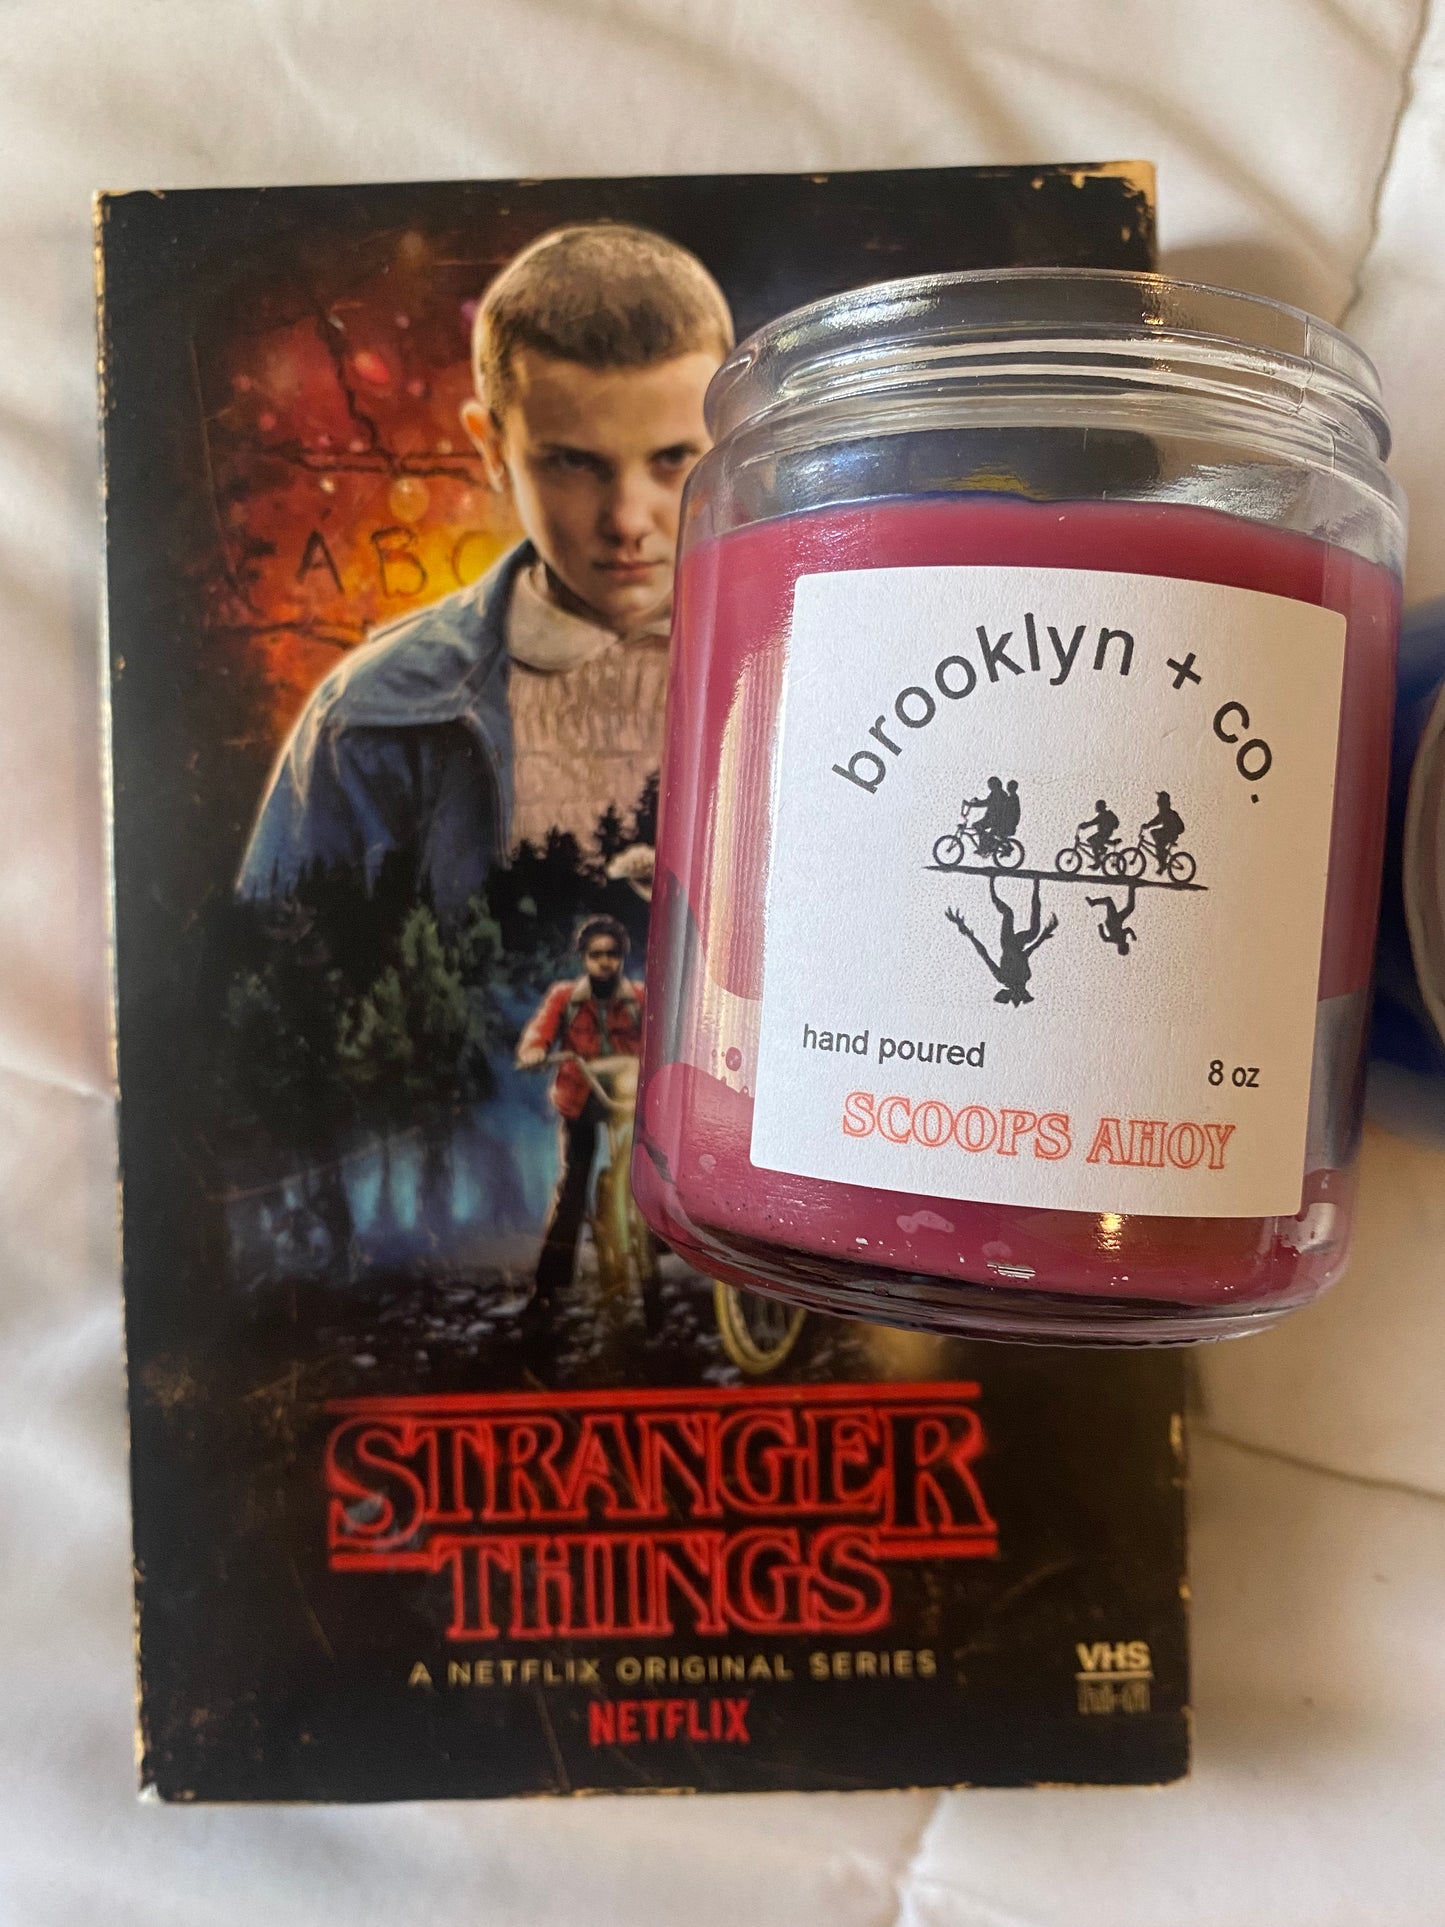 A B C
brooklyn + co.
hand poured
8 oz
SCOOPS AHOY
STRANGER
THINGS
A NETFLIX ORIGINAL SERIES
NETFLIX
VHS